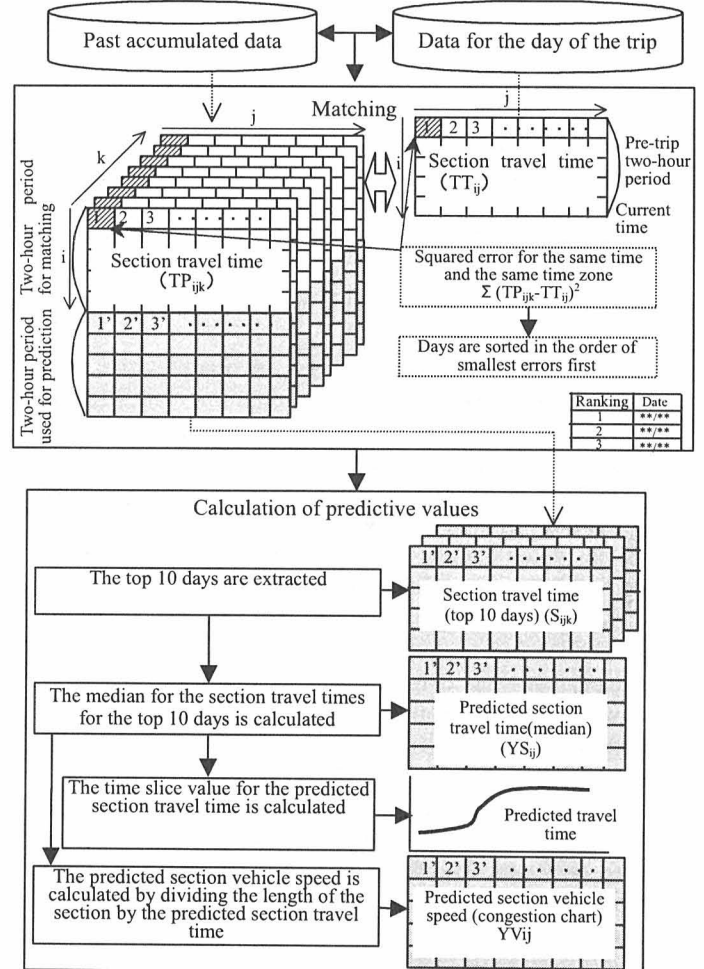 Past accumulated data
Data for the day of the trip
Matching
j
j
k
i
i
1 2 3 · · · · · · ·
Section travel time
(TT_ij)
Pre-trip
two-hour
period
Current
time
Two-hour period
for matching
1 2 3 · · · · · ·
Section travel time
(TP_ijk)
Squared error for the same time
and the same time zone
Σ (TP_ijk-TT_ij)²
Two-hour period
used for prediction
1' 2' 3' · · · · · ·
Days are sorted in the order of
smallest errors first
Ranking Date
1 **/**
2 **/**
3 **/**
Calculation of predictive values
The top 10 days are extracted
1' 2' 3' · · · · · ·
Section travel time
(top 10 days) (S_ijk)
The median for the section travel times
for the top 10 days is calculated
1' 2' 3' · · · · · ·
Predicted section
travel time(median)
(YS_ij)
The time slice value for the predicted
section travel time is calculated
Predicted travel
time
The predicted section vehicle speed is
calculated by dividing the length of the
section by the predicted section travel
time
1' 2' 3' · · · · · ·
Predicted section vehicle
speed (congestion chart)
YVij